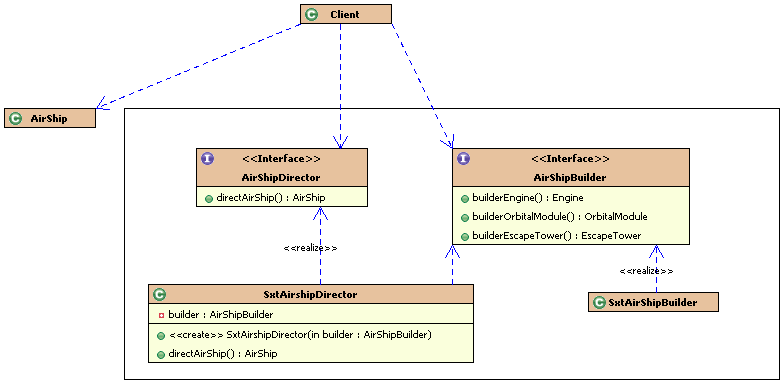 Client
AirShip
<<Interface>>
AirShipDirector
directAirShip() : AirShip
<<Interface>>
AirShipBuilder
builderEngine() : Engine
builderOrbitalModule() : OrbitalModule
builderEscapeTower() : EscapeTower
<<realize>>
<<realize>>
SxtAirshipDirector
builder : AirShipBuilder
<<create>> SxtAirshipDirector(in builder : AirShipBuilder)
directAirShip() : AirShip
SxtAirShipBuilder